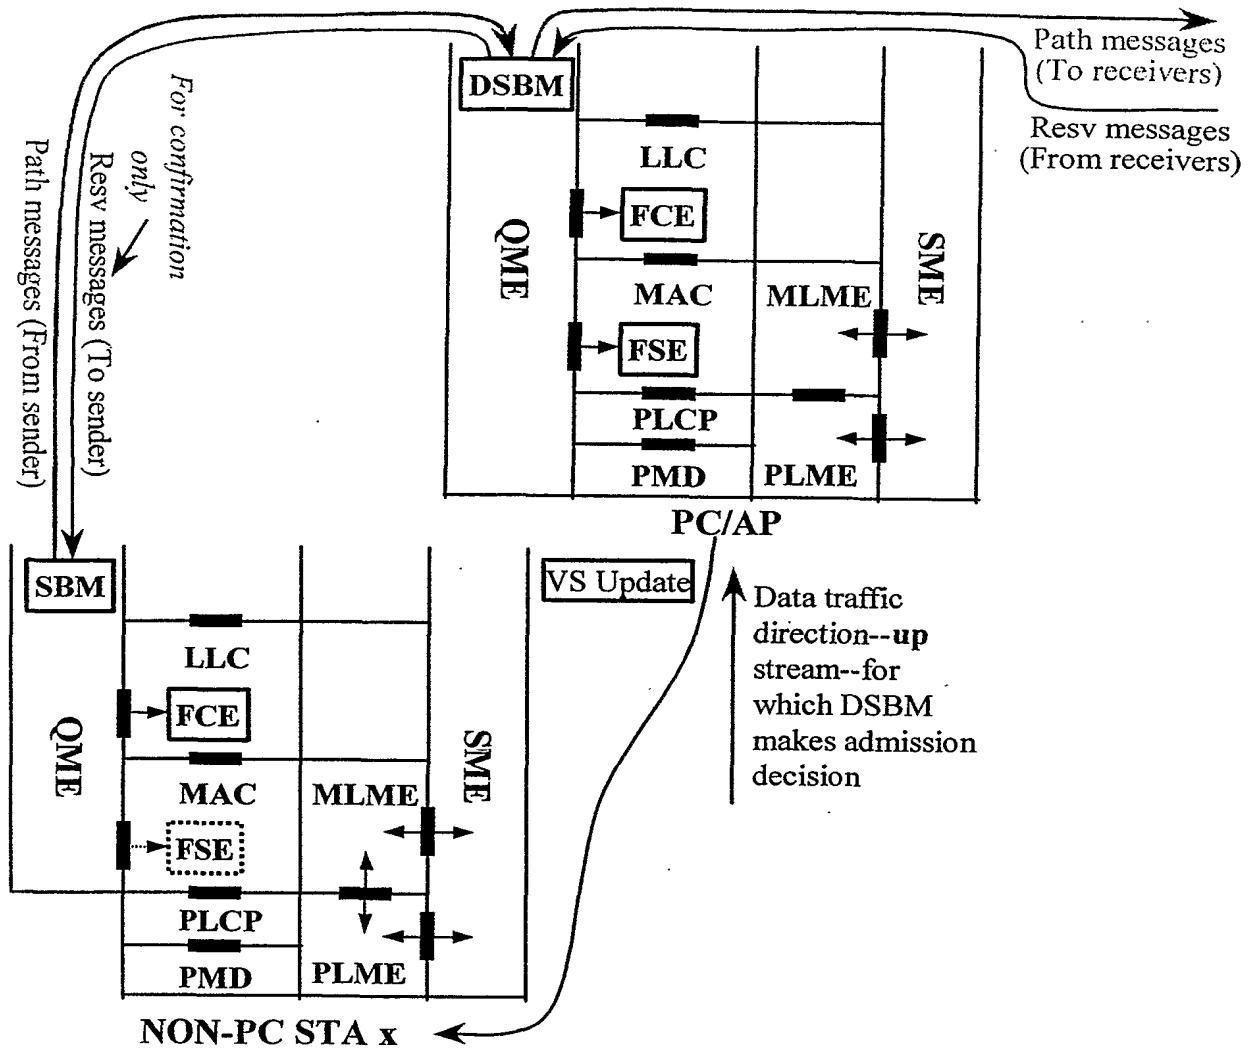 Path messages
(To receivers)
Resv messages
(From receivers)
DSBM
LLC
FCE
QME
SME
MAC
MLME
FSE
PLCP
PMD
PLME
PC/AP
For confirmation
only
Resv messages (To sender)
Path messages (From sender)
SBM
VS Update
Data traffic
direction--up
stream--for
which DSBM
makes admission
decision
LLC
FCE
QME
SME
MAC
MLME
FSE
PLCP
PMD
PLME
NON-PC STA x